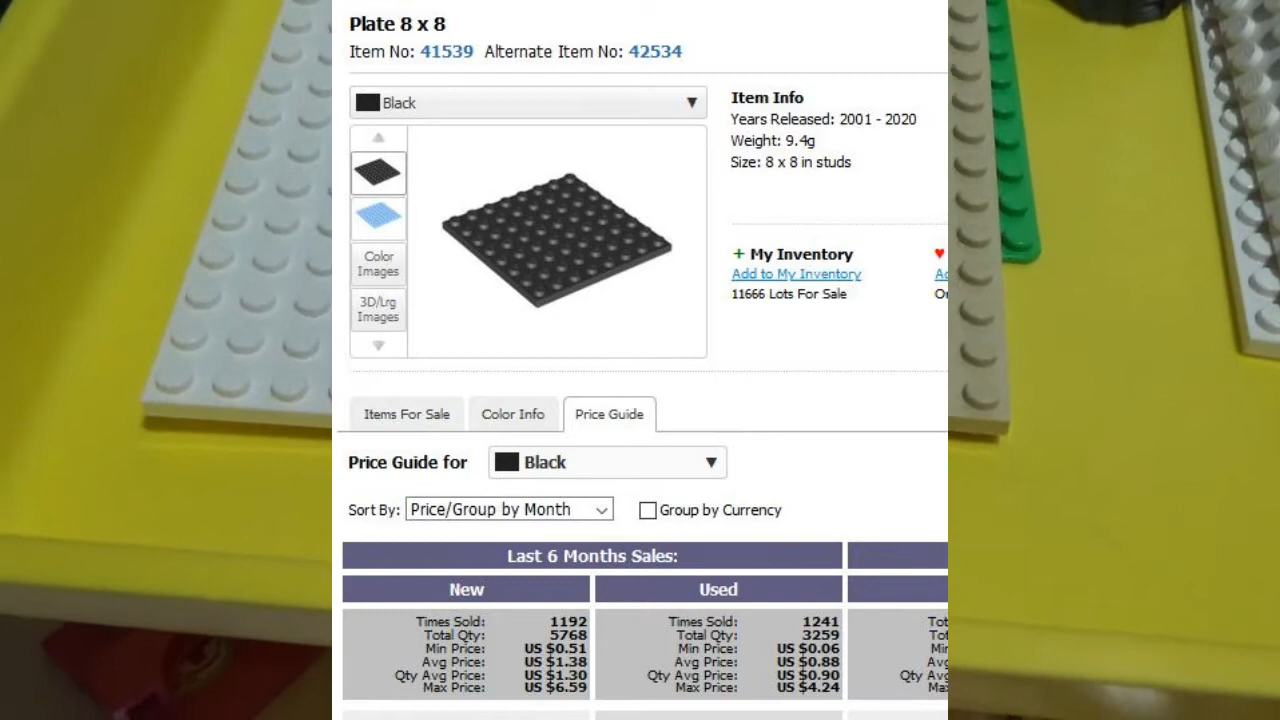 Plate 8 x 8
Item No: 41539 Alternate Item No: 42534
Black
Item Info
Years Released: 2001 - 2020
Weight: 9.4g
Size: 8 x 8 in studs
Color
Images
3D/Lrg
Images
+ My Inventory
Add to My Inventory
11666 Lots For Sale
Items For Sale Color Info Price Guide
Price Guide for Black
Sort By: Price/Group by Month Group by Currency
Last 6 Months Sales:
New Used
Times Sold: 1192 Times Sold: 1241
Total Qty: 5768 Total Qty: 3259
Min Price: US $0.51 Min Price: US $0.06
Avg Price: US $1.38 Avg Price: US $0.88
Qty Avg Price: US $1.30 Qty Avg Price: US $0.90 Qty Av
Max Price: US $6.59 Max Price: US $4.24